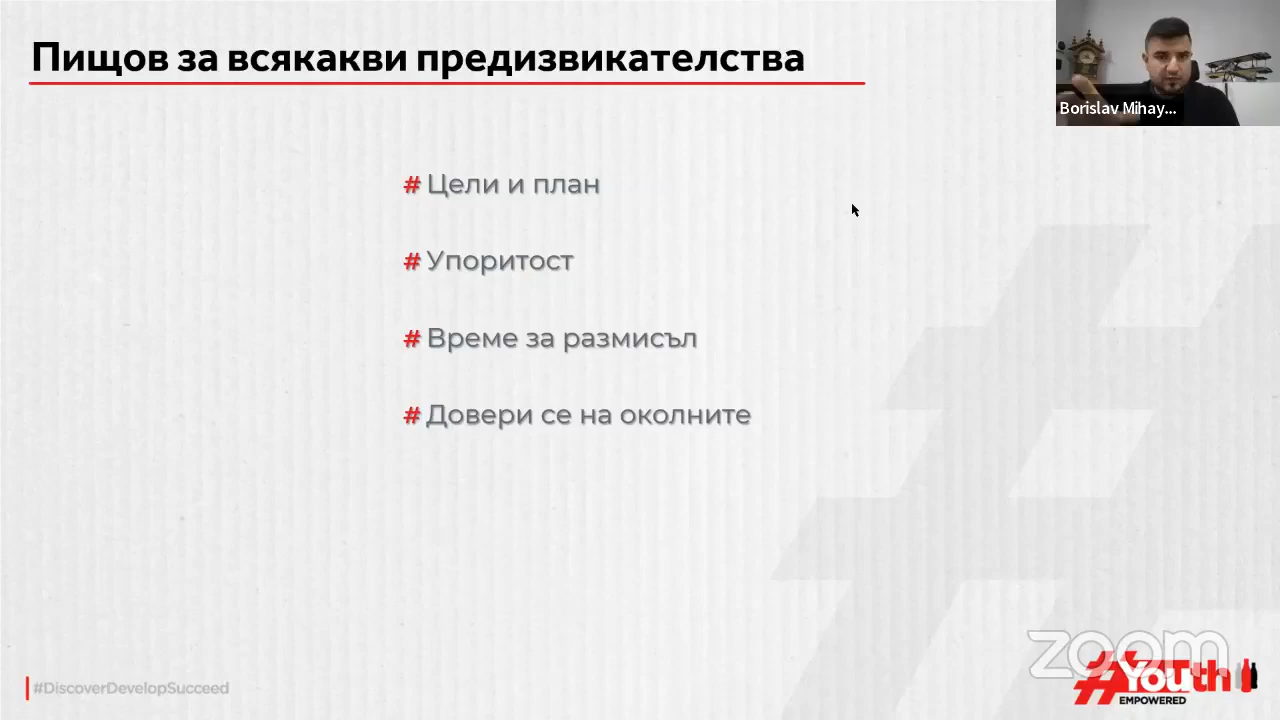 Пищов за всякакви предизвикателства
Borislav Mihay...
# Цели и план
# Упоритост
# Време за размисъл
# Довери се на околните
#DiscoverDevelopSucceed
zoom
#YouTh
EMPOWERED